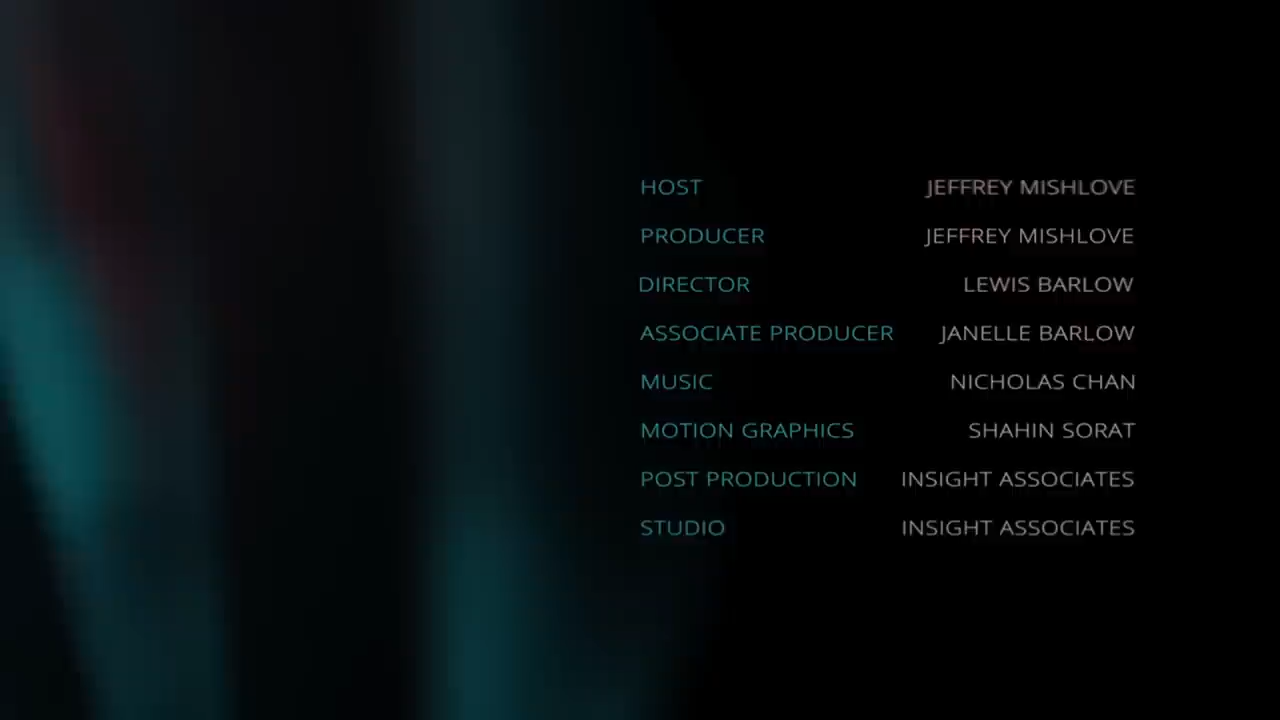 HOST JEFFREY MISHLOVE
PRODUCER JEFFREY MISHLOVE
DIRECTOR LEWIS BARLOW
ASSOCIATE PRODUCER JANELLE BARLOW
MUSIC NICHOLAS CHAN
MOTION GRAPHICS SHAHIN SORAT
POST PRODUCTION INSIGHT ASSOCIATES
STUDIO INSIGHT ASSOCIATES